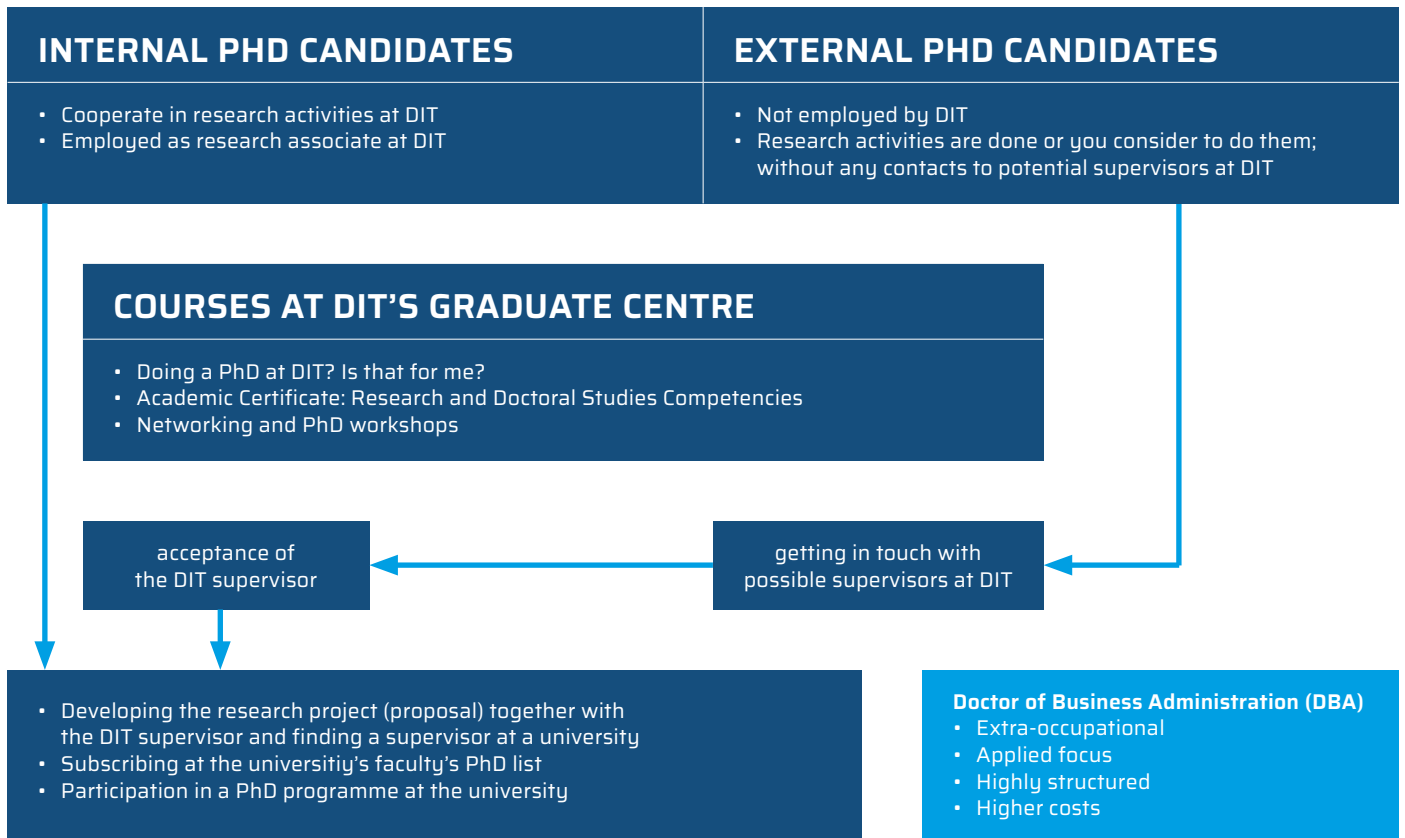 INTERNAL PHD CANDIDATES
• Cooperate in research activities at DIT
• Employed as research associate at DIT
EXTERNAL PHD CANDIDATES
• Not employed by DIT
• Research activities are done or you consider to do them;
without any contacts to potential supervisors at DIT
COURSES AT DIT'S GRADUATE CENTRE
• Doing a PhD at DIT? Is that for me?
• Academic Certificate: Research and Doctoral Studies Competencies
• Networking and PhD workshops
acceptance of
the DIT supervisor
getting in touch with
possible supervisors at DIT
• Developing the research project (proposal) together with
the DIT supervisor and finding a supervisor at a university
• Subscribing at the universitiy's faculty's PhD list
• Participation in a PhD programme at the university
Doctor of Business Administration (DBA)
• Extra-occupational
• Applied focus
• Highly structured
• Higher costs